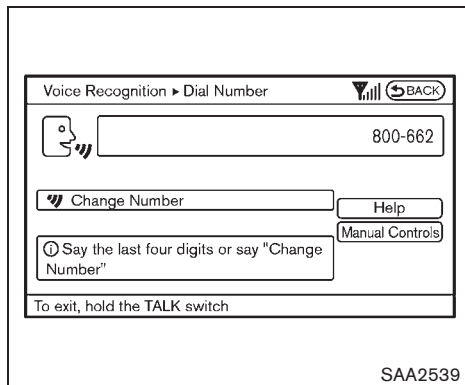 Voice Recognition ▸ Dial Number
BACK
800-662
Change Number
Help
Manual Controls
Say the last four digits or say "Change
Number"
To exit, hold the TALK switch
SAA2539